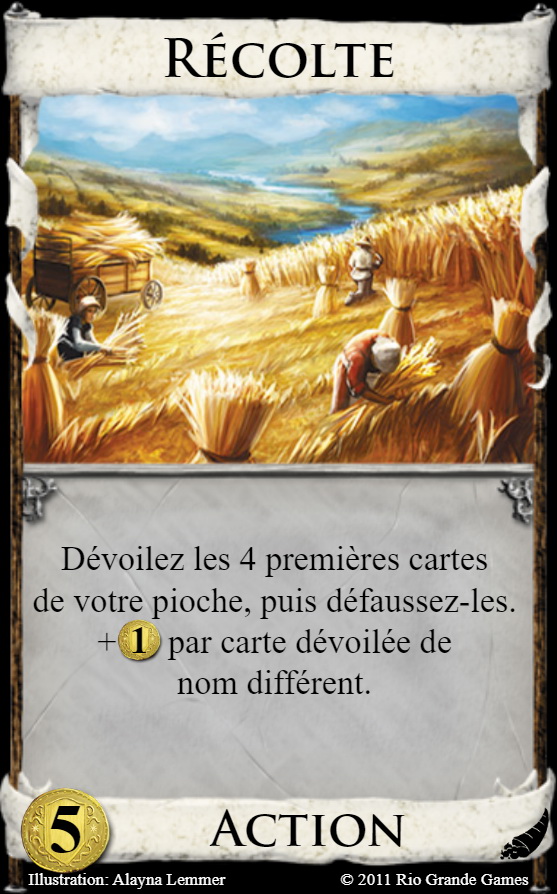 Récolte
Dévoilez les 4 premières cartes
de votre pioche, puis défaussez-les.
+1 par carte dévoilée de
nom différent.
5 Action
Illustration: Alayna Lemmer © 2011 Rio Grande Games